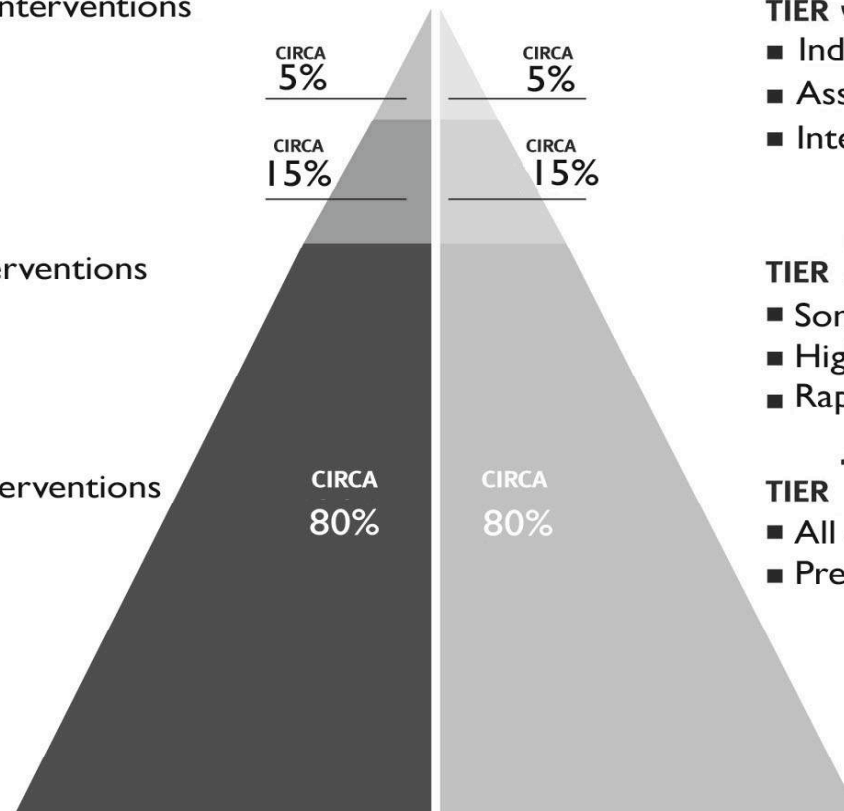 nterventions
TIER
CIRCA
5%
CIRCA
5%
■ Ind
■ Ass
■ Inte
CIRCA
15%
CIRCA
15%
erventions
TIER
■ Son
■ Hig
■ Rap
erventions
CIRCA
80%
CIRCA
80%
TIER
■ All
■ Pre